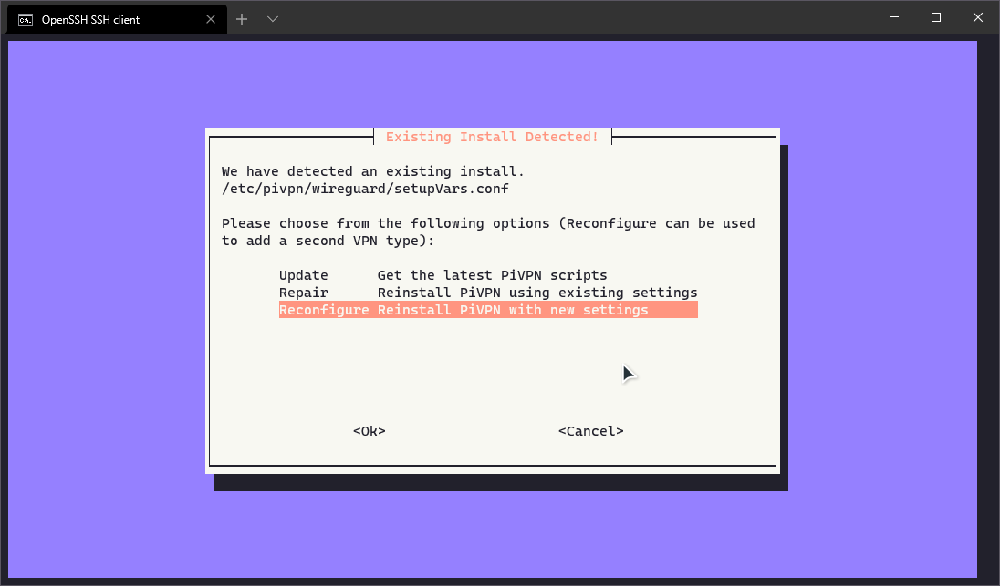 OpenSSH SSH client
Existing Install Detected!
We have detected an existing install.
/etc/pivpn/wireguard/setupVars.conf
Please choose from the following options (Reconfigure can be used
to add a second VPN type):
Update Get the latest PiVPN scripts
Repair Reinstall PiVPN using existing settings
Reconfigure Reinstall PiVPN with new settings
<Ok> <Cancel>